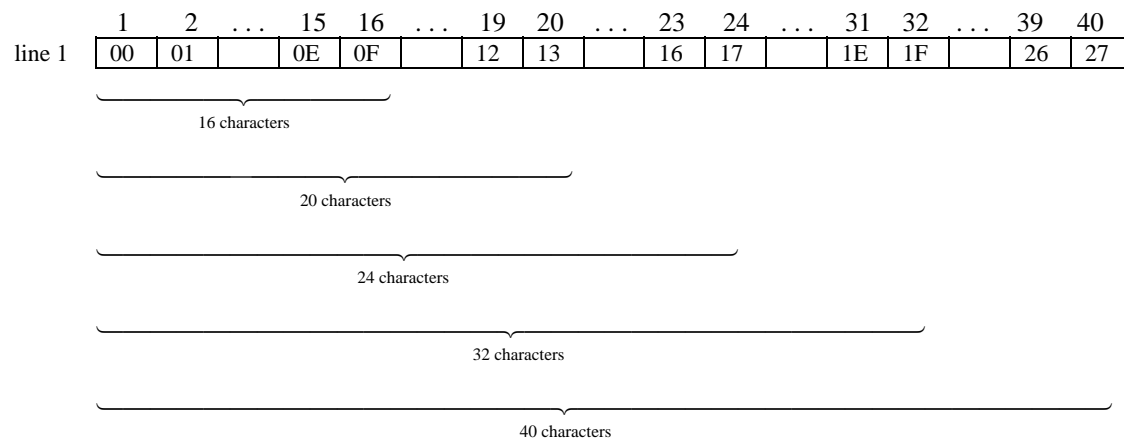 1 2 . . . 15 16 . . . 19 20 . . . 23 24 . . . 31 32 . . . 39 40
line 1 00 01 0E 0F 12 13 16 17 1E 1F 26 27
16 characters
20 characters
24 characters
32 characters
40 characters